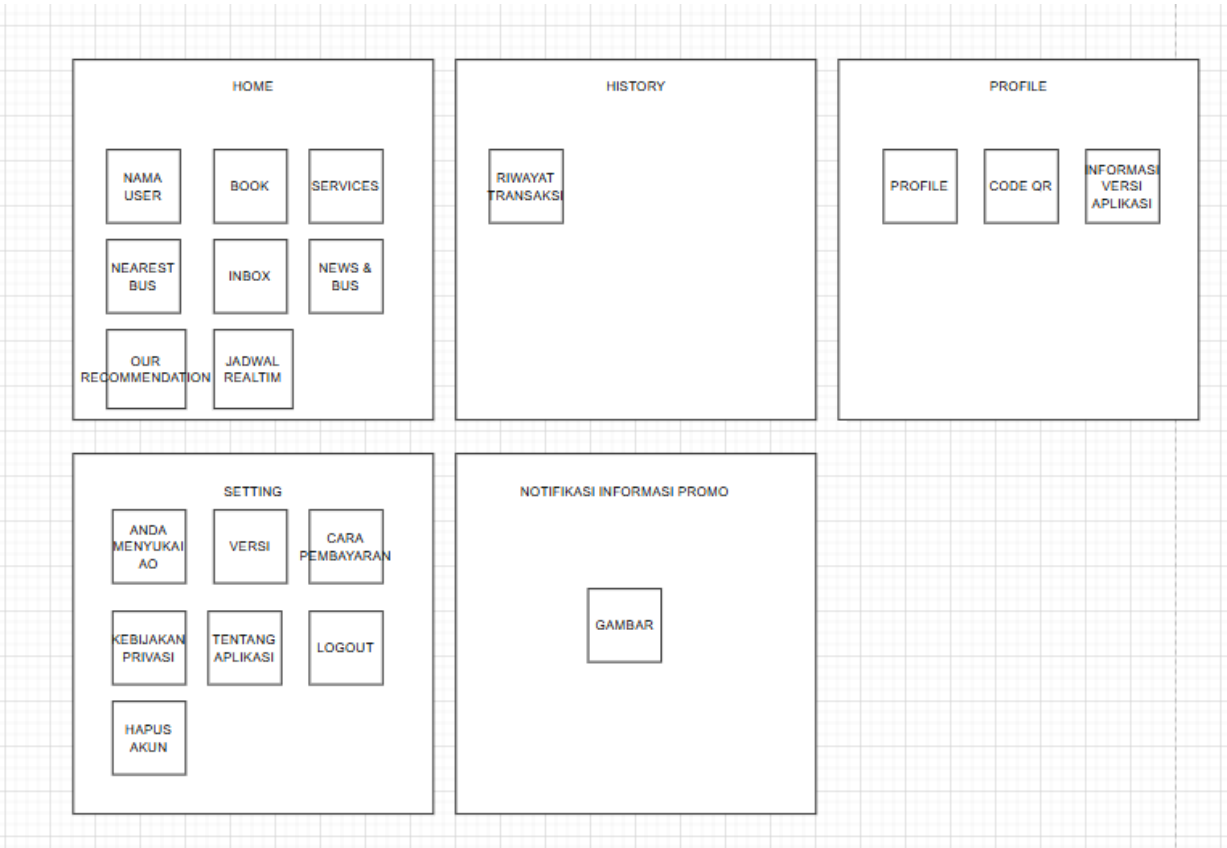 HOME
NAMA
USER
BOOK
SERVICES
NEAREST
BUS
INBOX
NEWS &
BUS
OUR
RECOMMENDATION
JADWAL
REALTIM
HISTORY
RIWAYAT
TRANSAKSI
PROFILE
PROFILE
CODE QR
INFORMASI
VERSI
APLIKASI
SETTING
ANDA
MENYUKAI
AO
VERSI
CARA
PEMBAYARAN
KEBIJAKAN
PRIVASI
TENTANG
APLIKASI
LOGOUT
HAPUS
AKUN
NOTIFIKASI INFORMASI PROMO
GAMBAR